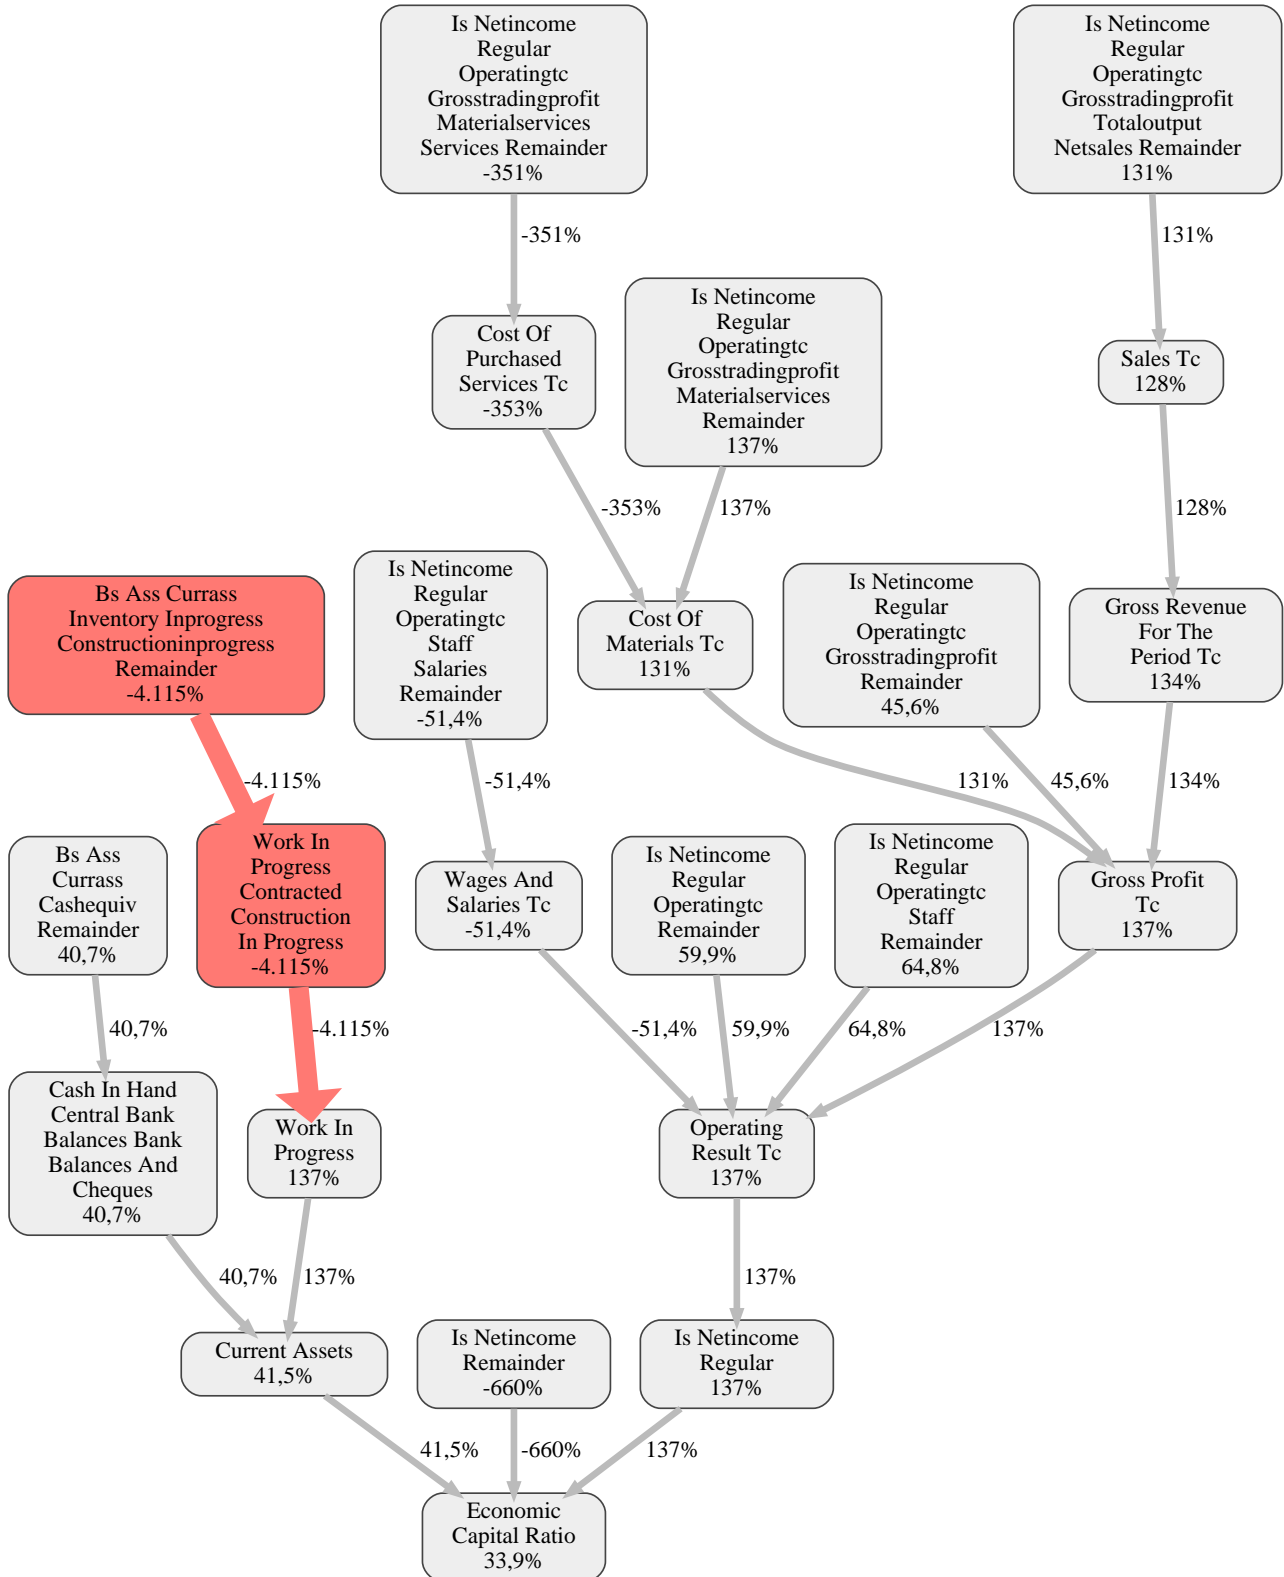 Is Netincome
Regular
Operatingtc
Grosstradingprofit
Materialservices
Services Remainder
-351%
Is Netincome
Regular
Operatingtc
Grosstradingprofit
Totaloutput
Netsales Remainder
131%
-351%
131%
Cost Of
Purchased
Services Tc
-353%
Is Netincome
Regular
Operatingtc
Grosstradingprofit
Materialservices
Remainder
137%
Sales Tc
128%
-353%
137%
128%
Bs Ass Currass
Inventory Inprogress
Constructioninprogress
Remainder
-4.115%
Is Netincome
Regular
Operatingtc
Staff
Salaries
Remainder
-51,4%
Cost Of
Materials Tc
131%
Is Netincome
Regular
Operatingtc
Grosstradingprofit
Remainder
45,6%
Gross Revenue
For The
Period Tc
134%
-4.115%
-51,4%
131%
45,6%
134%
Bs Ass
Currass
Cashequiv
Remainder
40,7%
Work In
Progress
Contracted
Construction
In Progress
-4.115%
Wages And
Salaries Tc
-51,4%
Is Netincome
Regular
Operatingtc
Remainder
59,9%
Is Netincome
Regular
Operatingtc
Staff
Remainder
64,8%
Gross Profit
Tc
137%
40,7%
-4.115%
-51,4%
59,9%
64,8%
137%
Cash In Hand
Central Bank
Balances Bank
Balances And
Cheques
40,7%
Work In
Progress
137%
Operating
Result Tc
137%
40,7%
137%
137%
Current Assets
41,5%
Is Netincome
Remainder
-660%
Is Netincome
Regular
137%
41,5%
-660%
137%
Economic
Capital Ratio
33,9%